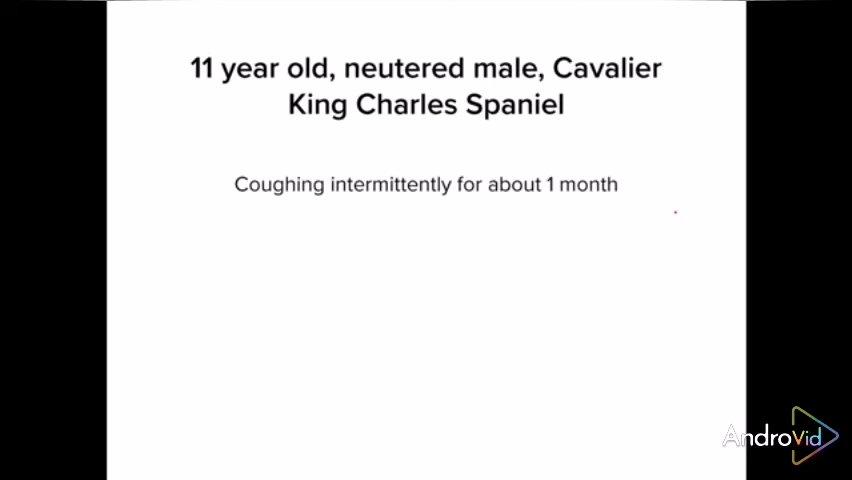 11 year old, neutered male, Cavalier
King Charles Spaniel
Coughing intermittently for about 1 month
AndroVid